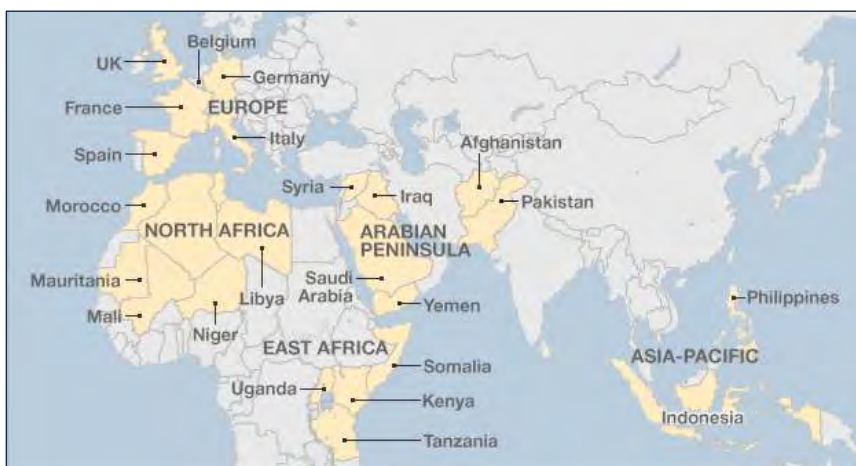 Belgium
UK
Germany
France
EUROPE
Italy
Spain
Afghanistan
Syria
Iraq
Pakistan
Morocco
NORTH AFRICA
ARABIAN
PENINSULA
Mauritania
Libya
Saudi
Arabia
Yemen
Mali
Niger
Philippines
EAST AFRICA
Somalia
ASIA-PACIFIC
Uganda
Kenya
Indonesia
Tanzania